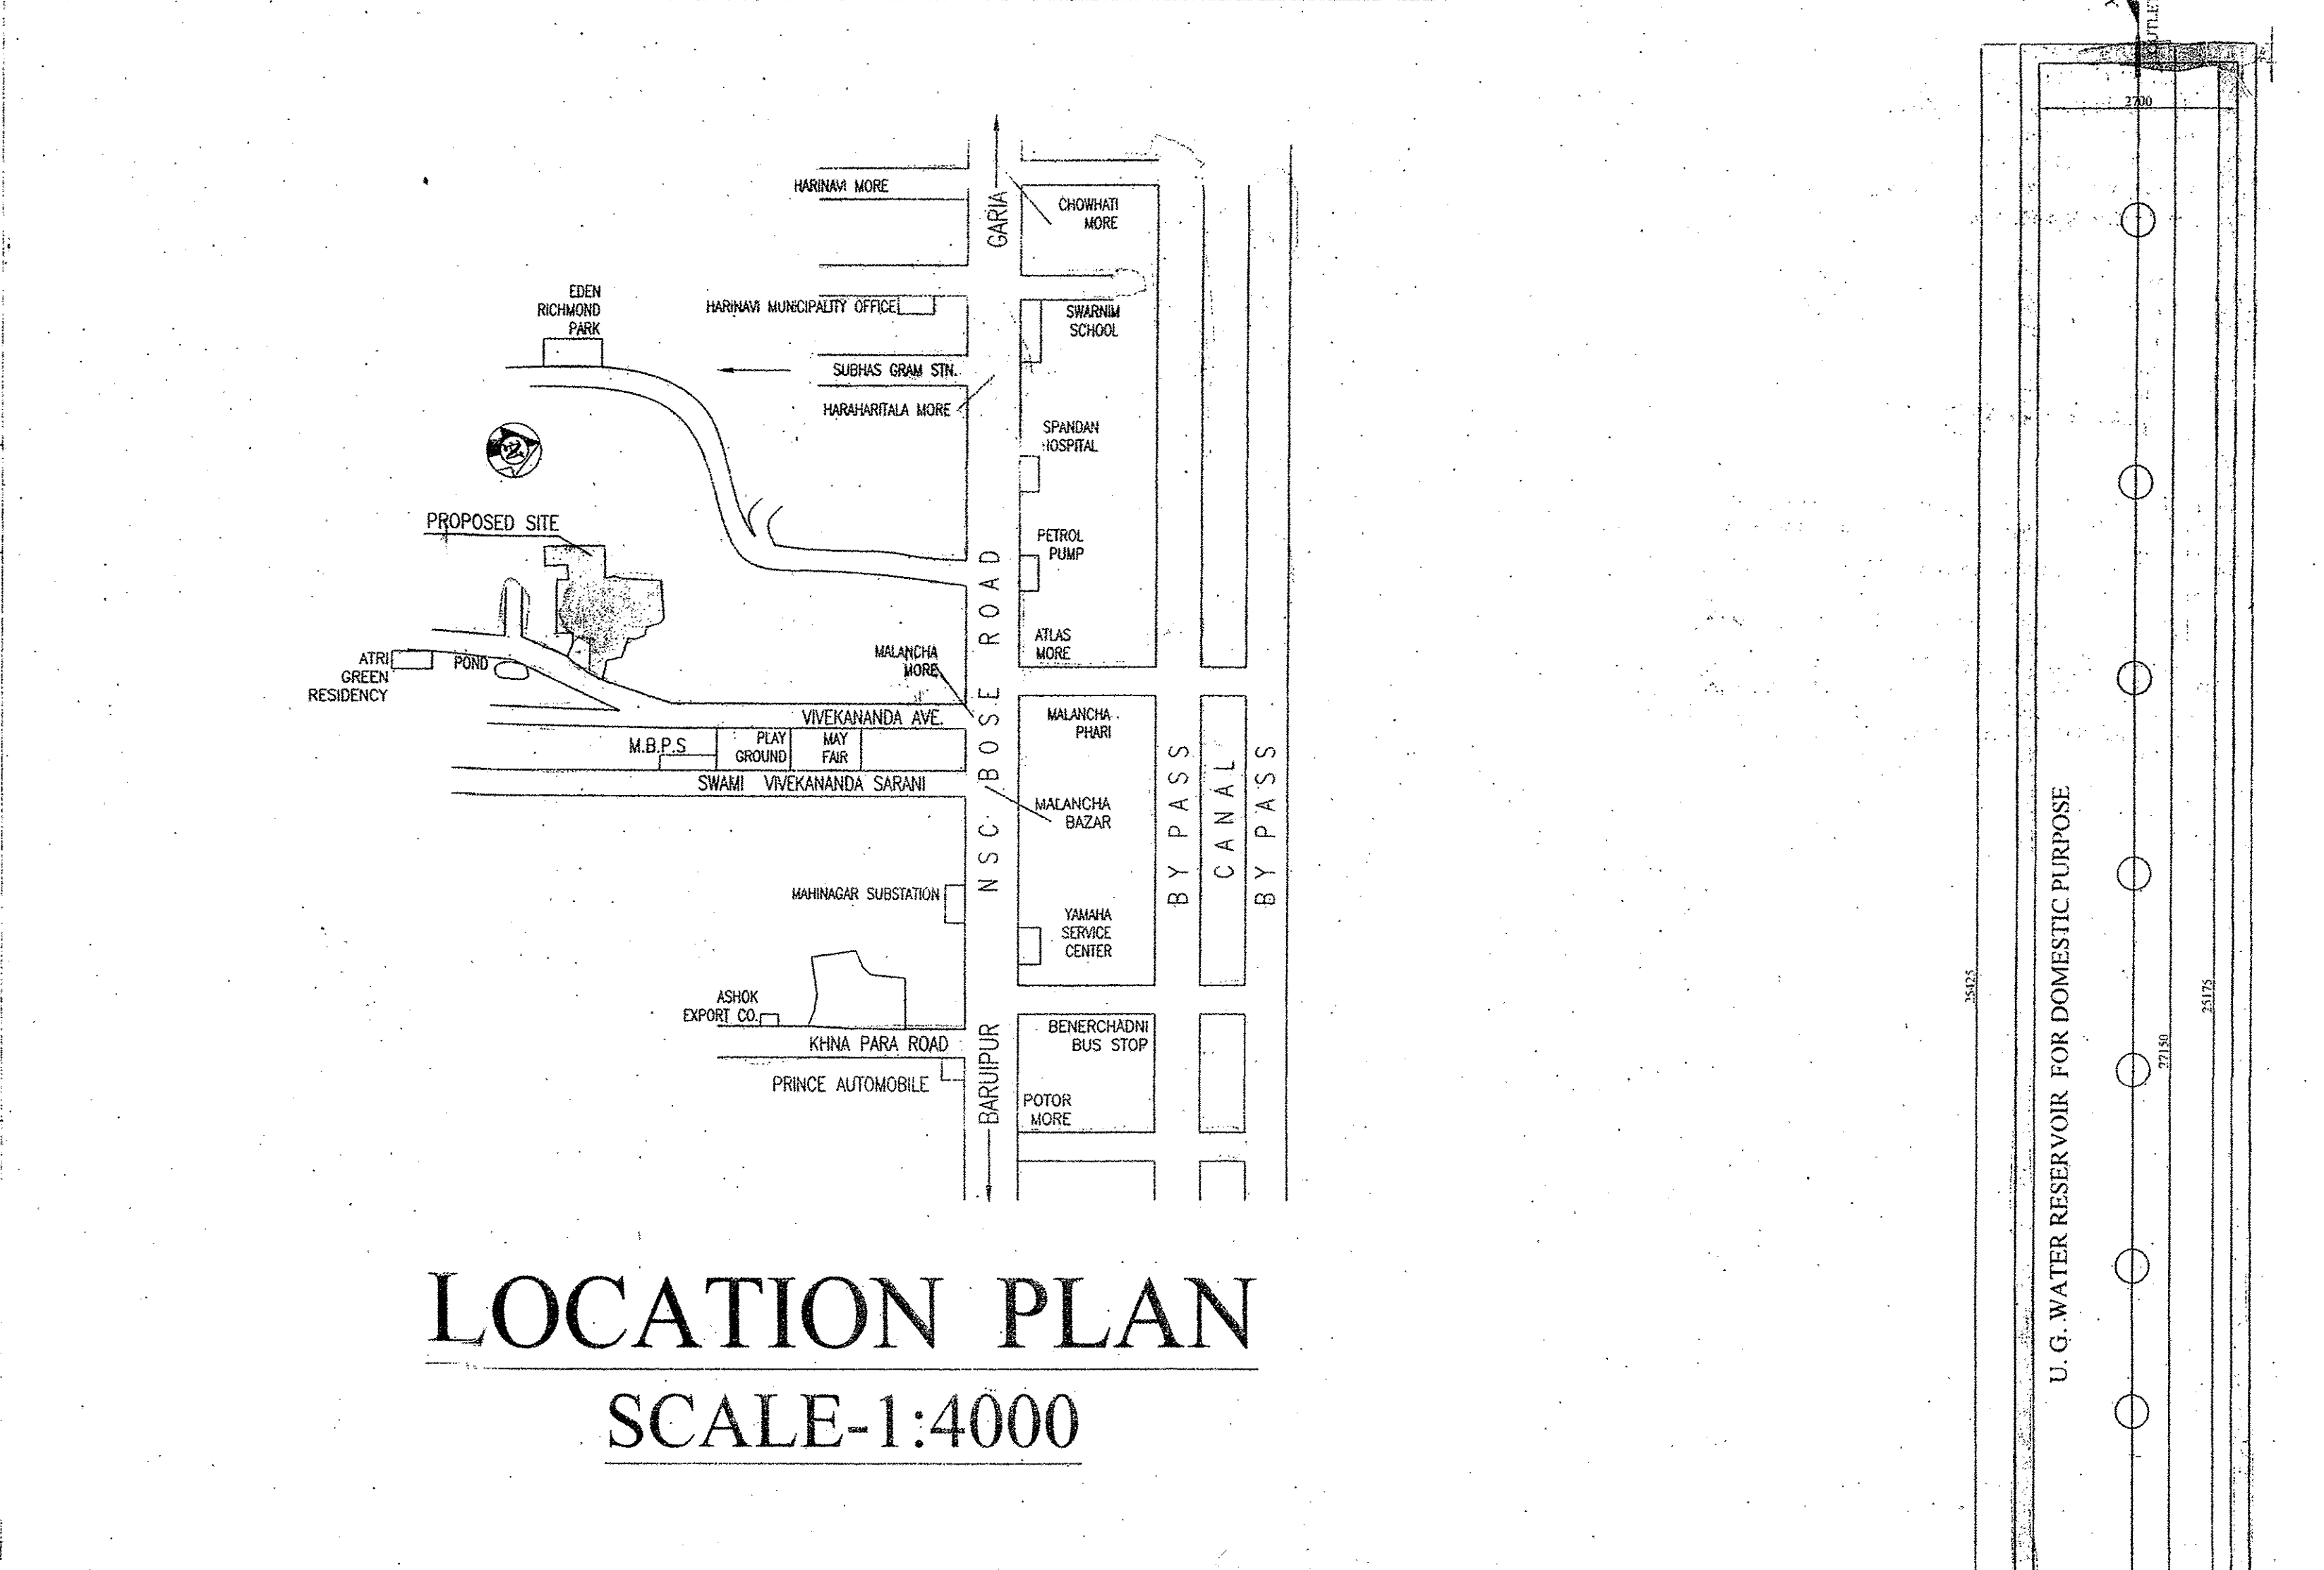 HARINAVI MORE
GARIA
CHOWHATI
MORE
EDEN
RICHMOND
PARK
HARINAVI MUNICIPALITY OFFICE
SWARNIM
SCHOOL
SUBHAS GRAM STN.
HARAHARITALA MORE
SPANDAN
HOSPITAL
N
PROPOSED SITE
PETROL
PUMP
ATLAS
MORE
MALANCHA
MORE
ATRI
GREEN
RESIDENCY
POND
VIVEKANANDA AVE.
MALANCHA
PHARI
M.B.P.S
PLAY
GROUND
MAY
FAIR
SWAMI VIVEKANANDA SARANI
NSC BOSE ROAD
MALANCHA
BAZAR
BY PASS
CANAL
BY PASS
MAHINAGAR SUBSTATION
YAMAHA
SERVICE
CENTER
ASHOK
EXPORT CO.
KHNA PARA ROAD
BENERCHADNI
BUS STOP
PRINCE AUTOMOBILE
BARUIPUR
POTOR
MORE
LOCATION PLAN
SCALE-1:4000
X
OUTLET
2700
25425
U. G. WATER RESERVOIR FOR DOMESTIC PURPOSE
27150
25175